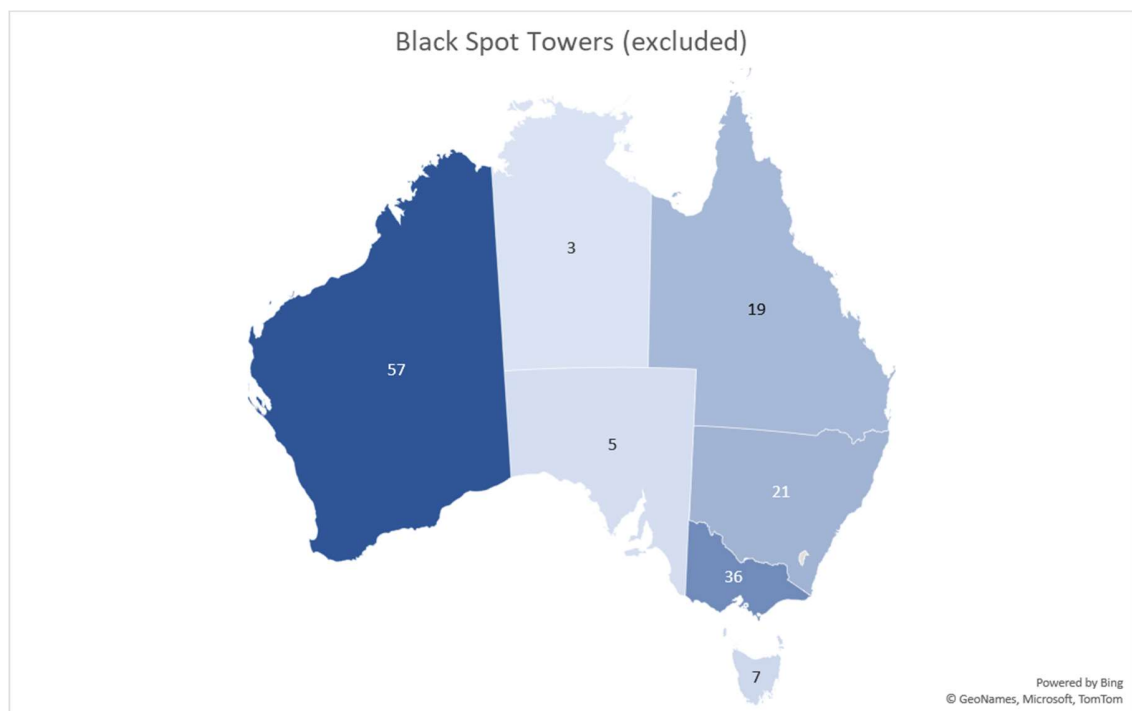 Black Spot Towers (excluded)
3
19
57
5
21
36
7
Powered by Bing
© GeoNames, Microsoft, TomTom